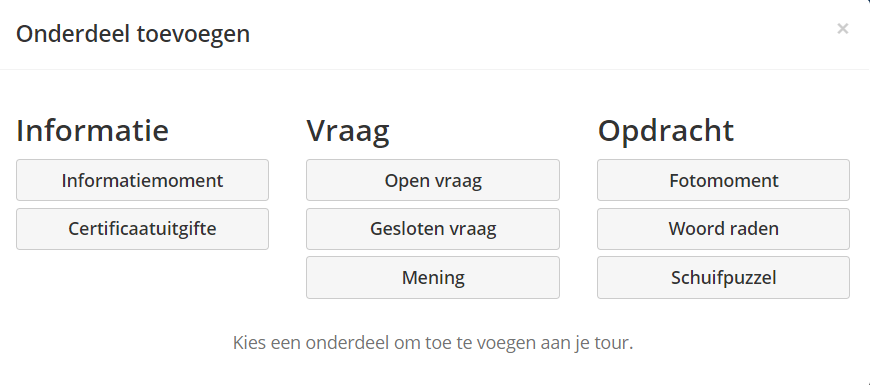 Onderdeel toevoegen
×
Informatie
Informatiemoment
Certificaatuitgifte
Vraag
Open vraag
Gesloten vraag
Mening
Opdracht
Fotomoment
Woord raden
Schuifpuzzel
Kies een onderdeel om toe te voegen aan je tour.